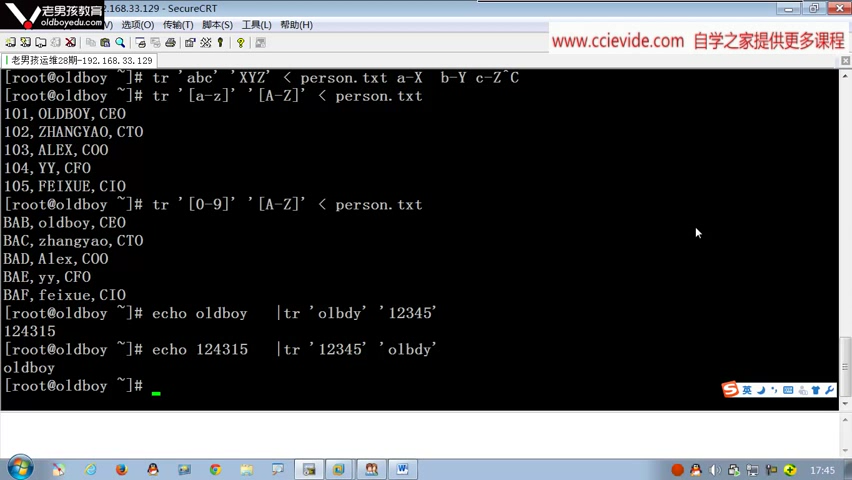 老男孩教育
oldboyedu.com
2.168.33.129 - SecureCRT
(V) 选项(O) 传输(T) 脚本(S) 工具(L) 帮助(H)
www.ccievide.com 自学之家提供更多课程
老男孩运维28期-192.168.33.129
[root@oldboy ~]# tr 'abc' 'XYZ' < person.txt a-X b-Y c-Z^C
[root@oldboy ~]# tr '[a-z]' '[A-Z]' < person.txt
101,OLDBOY,CEO
102,ZHANGYAO,CTO
103,ALEX,COO
104,YY,CFO
105,FEIXUE,CIO
[root@oldboy ~]# tr '[0-9]' '[A-Z]' < person.txt
BAB,oldboy,CEO
BAC,zhangyao,CTO
BAD,Alex,COO
BAE,yy,CFO
BAF,feixue,CIO
[root@oldboy ~]# echo oldboy |tr 'olbdy' '12345'
124315
[root@oldboy ~]# echo 124315 |tr '12345' 'olbdy'
oldboy
[root@oldboy ~]#
英
17:45